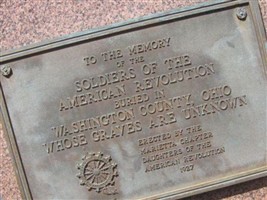 TO THE MEMORY
OF THE
SOLDIERS OF THE
AMERICAN REVOLUTION
BURIED IN
WASHINGTON COUNTY, OHIO
WHOSE GRAVES ARE UNKNOWN
ERECTED BY THE
MARIETTA CHAPTER
DAUGHTERS OF THE
AMERICAN REVOLUTION
1927